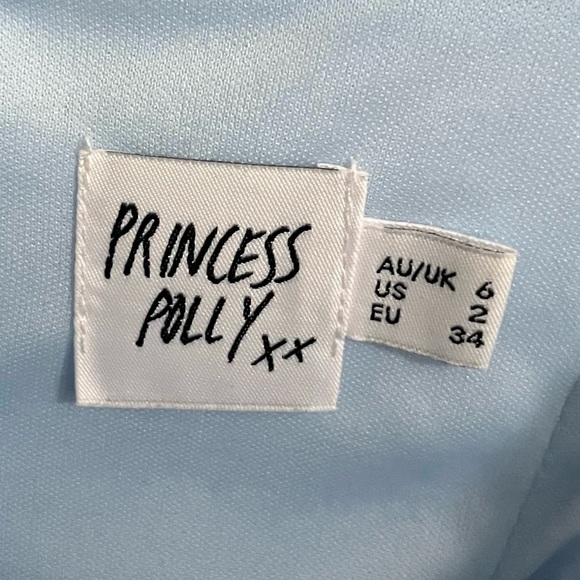 PRINCESS
POLLY xx
AU/UK 6
US 2
EU 34